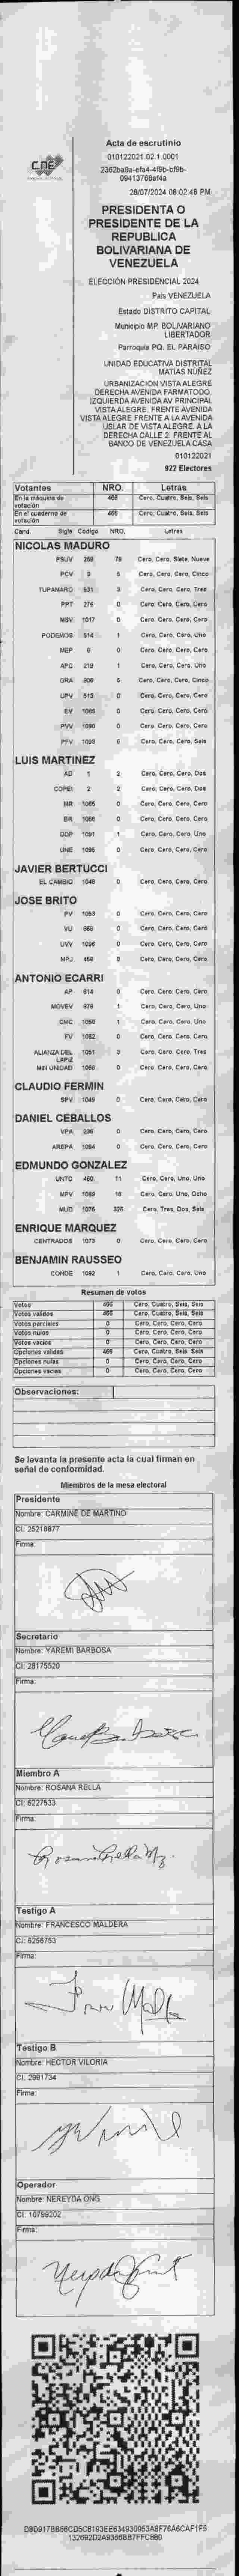 CNE
Acta de escrutinio
010122021.02.1.0001
28/07/2024 08:02:48 PM
PRESIDENTA O
PRESIDENTE DE LA
REPUBLICA
BOLIVARIANA DE
VENEZUELA
ELECCIÓN PRESIDENCIAL 2024
País VENEZUELA
Estado DISTRITO CAPITAL
Municipio MP. BOLIVARIANO
LIBERTADOR
Parroquia PQ. EL PARAISO
UNIDAD EDUCATIVA DISTRITAL
MATIAS NUÑEZ
URBANIZACION VISTA ALEGRE
DERECHA AVENIDA FARMATODO.
IZQUIERDA AVENIDA AV PRINCIPAL
VISTA ALEGRE. FRENTE AVENIDA
VISTA ALEGRE FRENTE A LA AVENIDA
USLAR DE VISTA ALEGRE. A LA
DERECHA CALLE 2. FRENTE AL
BANCO DE VENEZUELA CASA
010122021
922 Electores
Votantes NRO. Letras
En la máquina de votación 466 Cero, Cuatro, Seis, Seis
En el cuaderno de votación 466 Cero, Cuatro, Seis, Seis
Cand. Sigla Código NRO. Letras
NICOLAS MADURO
PSUV 269 79 Cero, Cero, Siete, Nueve
PCV 9 5 Cero, Cero, Cero, Cinco
TUPAMARO 931 3 Cero, Cero, Cero, Tres
PPT 276 0 Cero, Cero, Cero, Cero
MSV 1017 0 Cero, Cero, Cero, Cero
PODEMOS 514 1 Cero, Cero, Cero, Uno
MEP 6 0 Cero, Cero, Cero, Cero
APC 219 1 Cero, Cero, Cero, Uno
ORA 906 5 Cero, Cero, Cero, Cinco
UPV 513 0 Cero, Cero, Cero, Cero
EV 1089 0 Cero, Cero, Cero, Cero
PVV 1090 0 Cero, Cero, Cero, Cero
PFV 1093 6 Cero, Cero, Cero, Seis
LUIS MARTINEZ
AD 1 2 Cero, Cero, Cero, Dos
COPEI 2 2 Cero, Cero, Cero, Dos
MR 1065 0 Cero, Cero, Cero, Cero
BR 1066 0 Cero, Cero, Cero, Cero
DDP 1091 1 Cero, Cero, Cero, Uno
UNE 1095 0 Cero, Cero, Cero, Cero
JAVIER BERTUCCI
EL CAMBIO 1048 0 Cero, Cero, Cero, Cero
JOSE BRITO
PV 1053 0 Cero, Cero, Cero, Cero
VU 668 0 Cero, Cero, Cero, Cero
UVV 1096 0 Cero, Cero, Cero, Cero
MPJ 458 0 Cero, Cero, Cero, Cero
ANTONIO ECARRI
AP 614 0 Cero, Cero, Cero, Cero
MOVEV 679 1 Cero, Cero, Cero, Uno
CMC 1050 1 Cero, Cero, Cero, Uno
FV 1062 0 Cero, Cero, Cero, Cero
ALIANZA DEL LAPIZ 1051 3 Cero, Cero, Cero, Tres
MIN UNIDAD 1068 0 Cero, Cero, Cero, Cero
CLAUDIO FERMIN
SPV 1049 0 Cero, Cero, Cero, Cero
DANIEL CEBALLOS
VPA 236 0 Cero, Cero, Cero, Cero
AREPA 1094 0 Cero, Cero, Cero, Cero
EDMUNDO GONZALEZ
UNTC 460 11 Cero, Cero, Uno, Uno
MPV 1069 18 Cero, Cero, Uno, Ocho
MUD 1075 326 Cero, Tres, Dos, Seis
ENRIQUE MARQUEZ
CENTRADOS 1073 0 Cero, Cero, Cero, Cero
BENJAMIN RAUSSEO
CONDE 1092 1 Cero, Cero, Cero, Uno
Resumen de votos
Votos 466 Cero, Cuatro, Seis, Seis
Votos válidos 466 Cero, Cuatro, Seis, Seis
Votos parciales 0 Cero, Cero, Cero, Cero
Votos nulos 0 Cero, Cero, Cero, Cero
Votos vacíos 0 Cero, Cero, Cero, Cero
Opciones válidas 466 Cero, Cuatro, Seis, Seis
Opciones nulas 0 Cero, Cero, Cero, Cero
Opciones vacías 0 Cero, Cero, Cero, Cero
Observaciones:
Se levanta la presente acta la cual firman en
señal de conformidad.
Miembros de la mesa electoral
Presidente
Nombre: CARMINE DE MARTINO
CI: 25216877
Firma:
Secretario
Nombre: YAREMI BARBOSA
CI: 28175520
Firma:
Miembro A
Nombre: ROSANA RELLA
CI: 6227533
Firma:
Testigo A
Nombre: FRANCESCO MALDERA
CI: 6256753
Firma:
Testigo B
Nombre: HECTOR VILORIA
CI: 2991734
Firma:
Operador
Nombre: NEREYDA ONG
CI: 10799202
Firma: